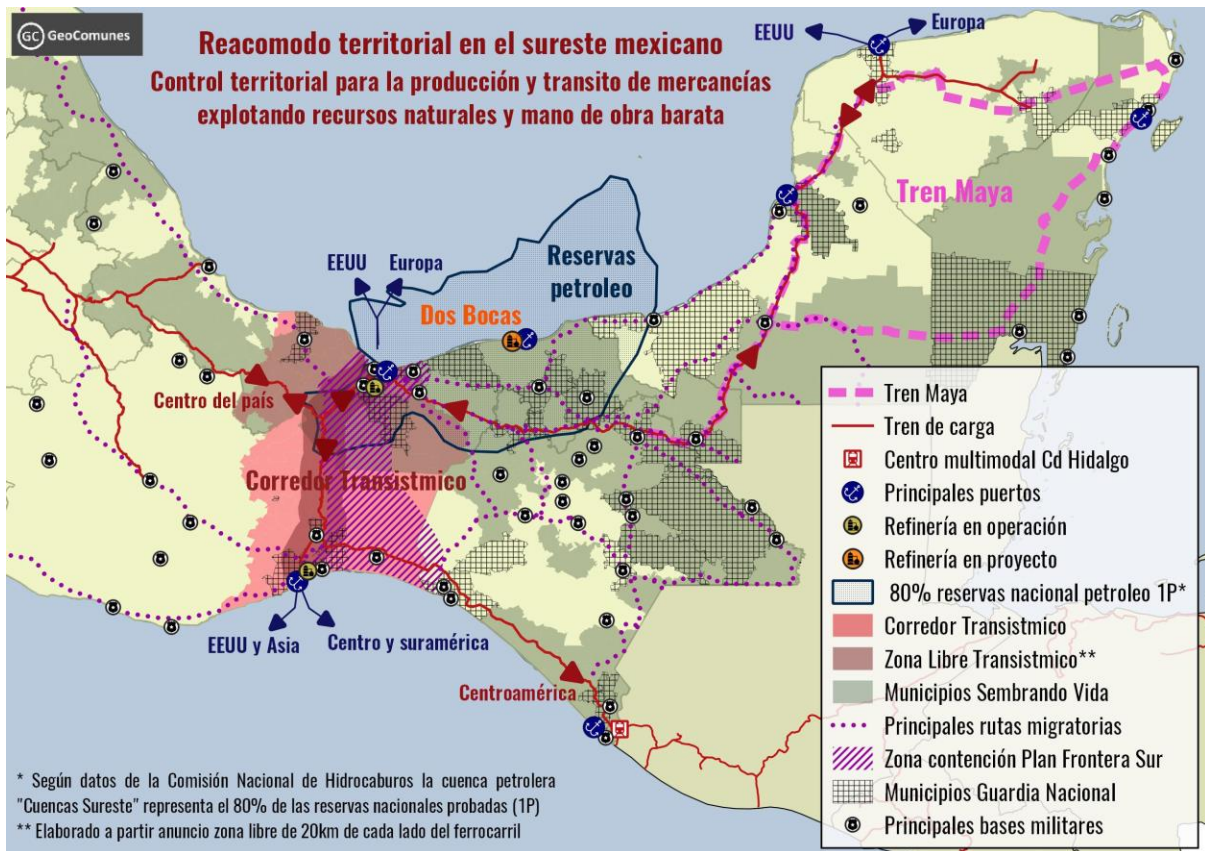 GC GeoComunes
Reacomodo territorial en el sureste mexicano
Control territorial para la producción y transito de mercancías
explotando recursos naturales y mano de obra barata
EEUU
Europa
Tren Maya
Reservas
petroleo
EEUU
Europa
Dos Bocas
Centro del país
Corredor Transístmico
EEUU y Asia
Centro y suramérica
Centroamérica
Tren Maya
Tren de carga
Centro multimodal Cd Hidalgo
Principales puertos
Refinería en operación
Refinería en proyecto
80% reservas nacional petroleo 1P*
Corredor Transistmico
Zona Libre Transistmico**
Municipios Sembrando Vida
Principales rutas migratorias
Zona contención Plan Frontera Sur
Municipios Guardia Nacional
Principales bases militares
* Según datos de la Comisión Nacional de Hidrocaburos la cuenca petrolera
"Cuencas Sureste" representa el 80% de las reservas nacionales probadas (1P)
** Elaborado a partir anuncio zona libre de 20km de cada lado del ferrocarril